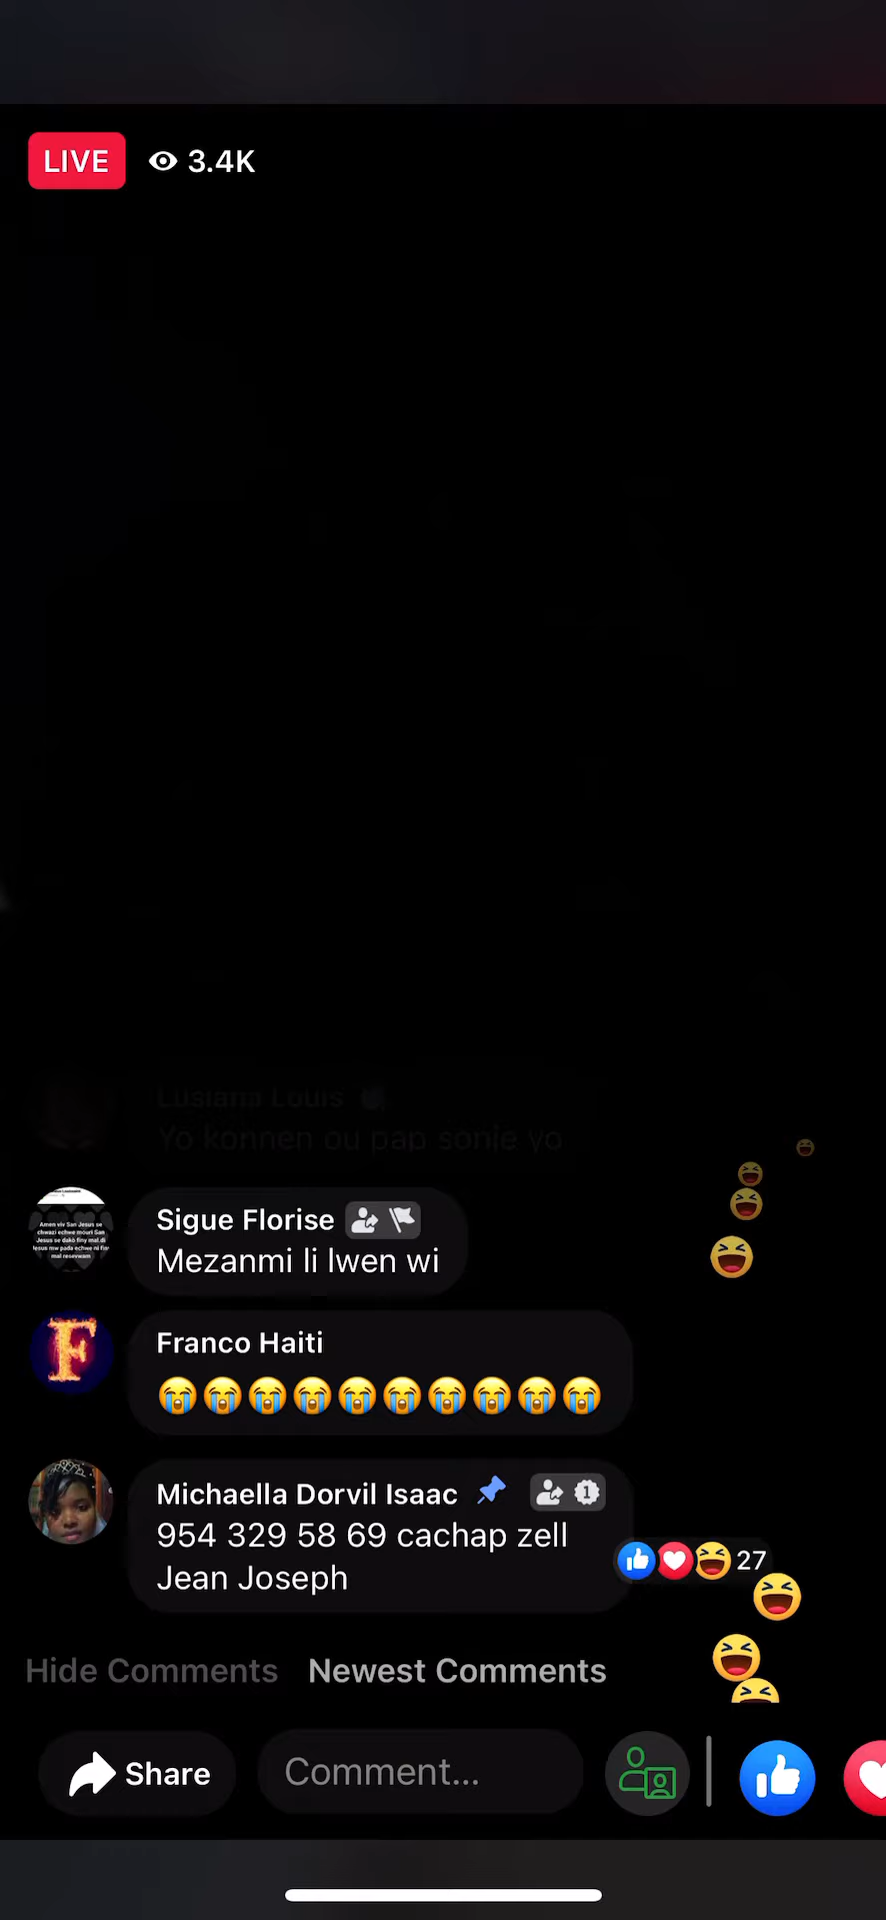 LIVE 3.4K
Lusiana Louis
Yo konnen ou pap sonje yo
Sigue Florise
Mezanmi li lwen wi
Franco Haiti
😭😭😭😭😭😭😭😭😭😭
Michaella Dorvil Isaac
954 329 58 69 cachap zell
Jean Joseph
27
Hide Comments Newest Comments
Share Comment...